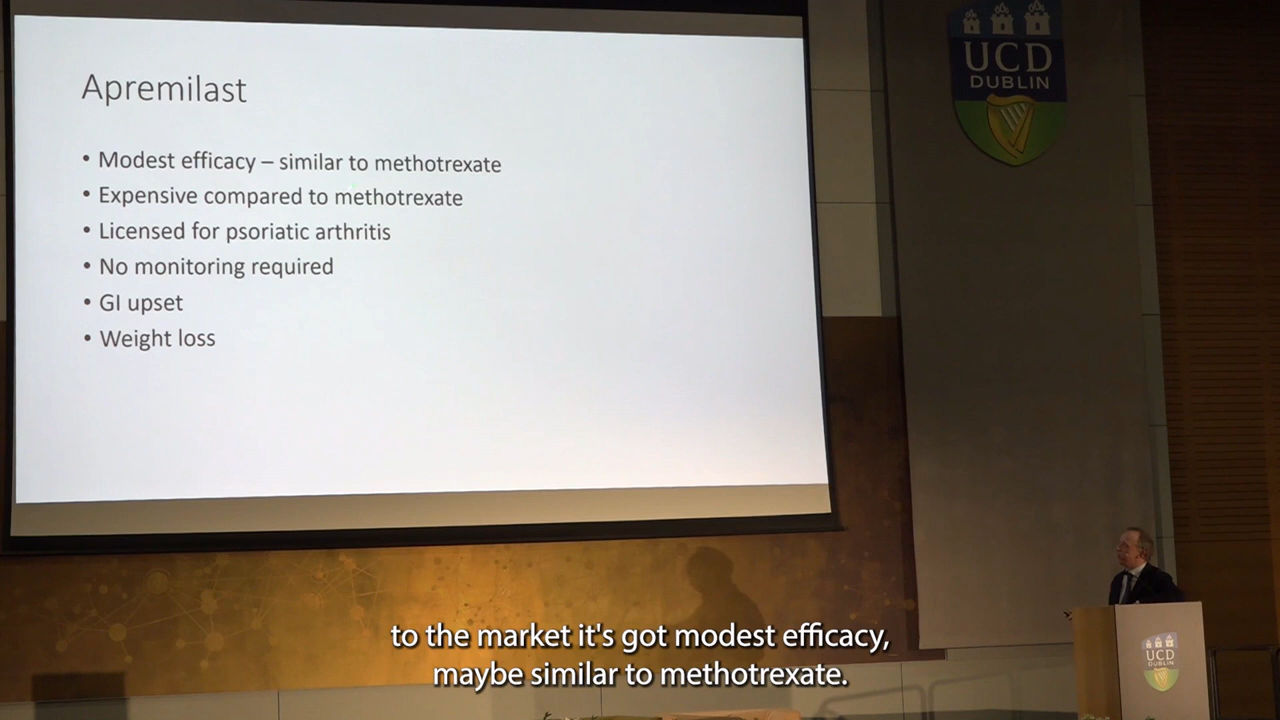 Apremilast
• Modest efficacy – similar to methotrexate
• Expensive compared to methotrexate
• Licensed for psoriatic arthritis
• No monitoring required
• GI upset
• Weight loss
UCD
DUBLIN
UCD
DUBLIN
to the market it's got modest efficacy,
maybe similar to methotrexate.